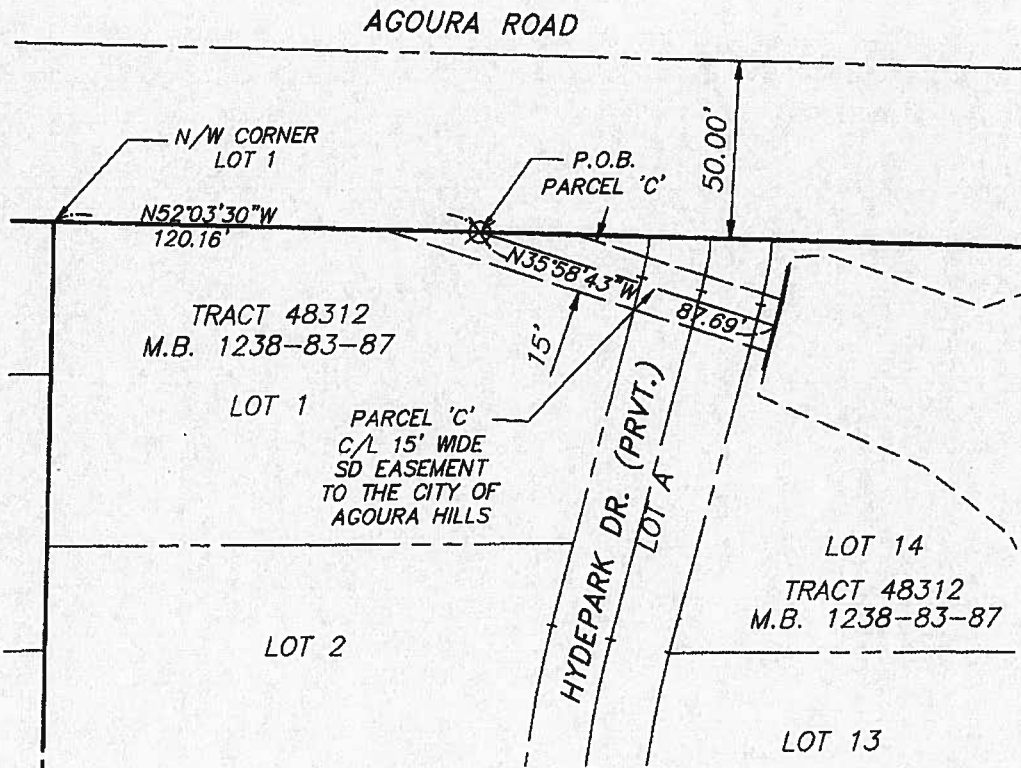 AGOURA ROAD
N/W CORNER
LOT 1
P.O.B.
PARCEL 'C'
50.00'
N52°03'30"W
120.16'
N35°58'43"W
87.69'
15'
TRACT 48312
M.B. 1238-83-87
LOT 1
PARCEL 'C'
C/L 15' WIDE
SD EASEMENT
TO THE CITY OF
AGOURA HILLS
HYDEPARK DR. (PRVT.)
LOT A
LOT 14
TRACT 48312
M.B. 1238-83-87
LOT 2
LOT 13